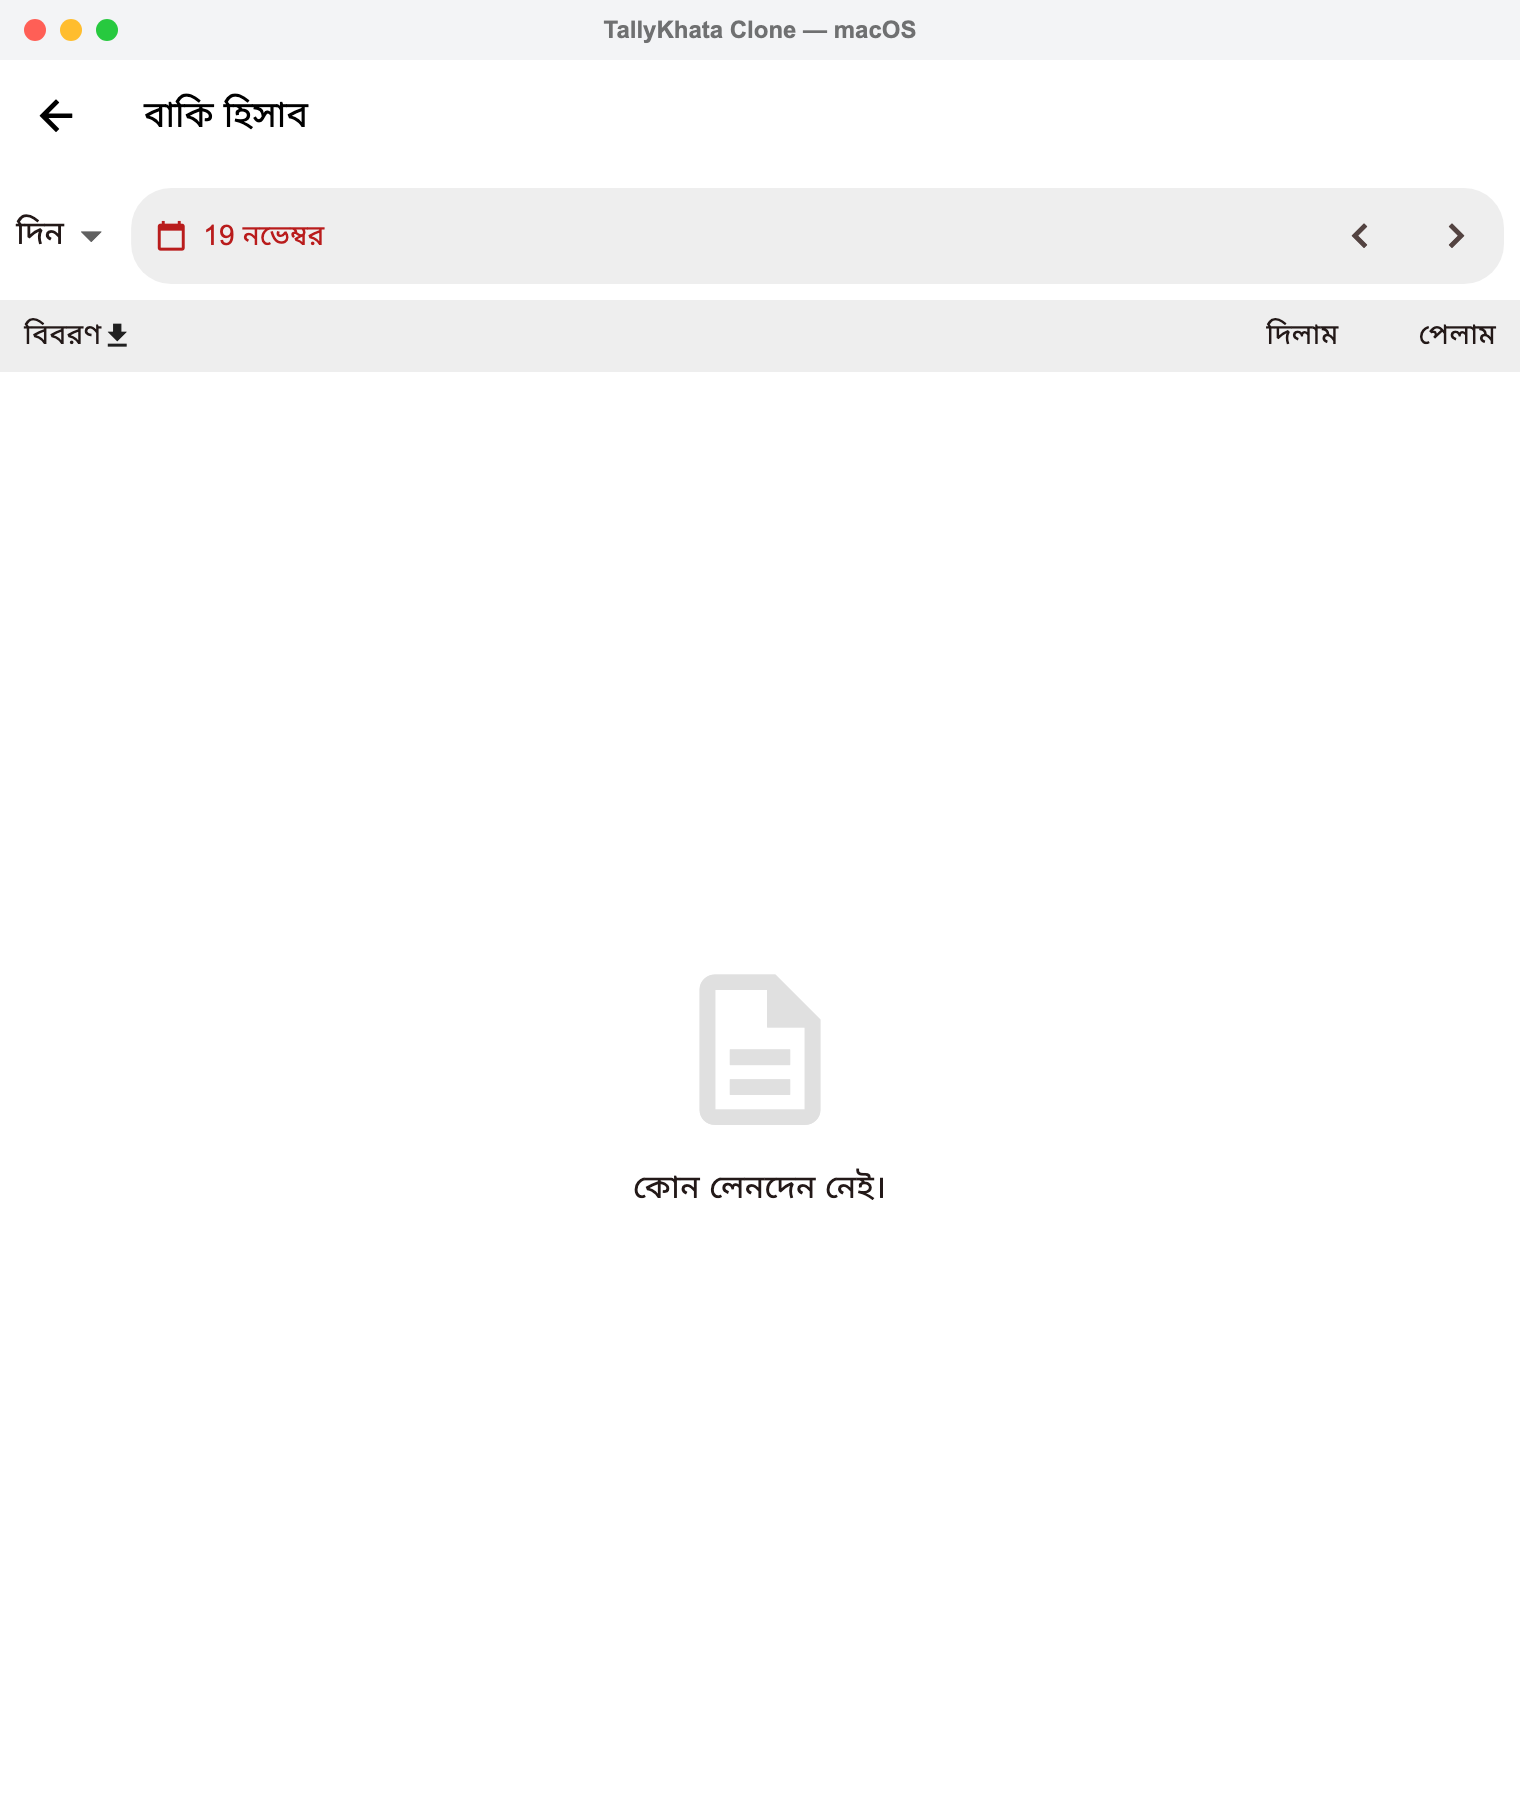 TallyKhata Clone — macOS
বাকি হিসাব
দিন 19 নভেম্বর
বিবরণ দিলাম পেলাম
কোন লেনদেন নেই।